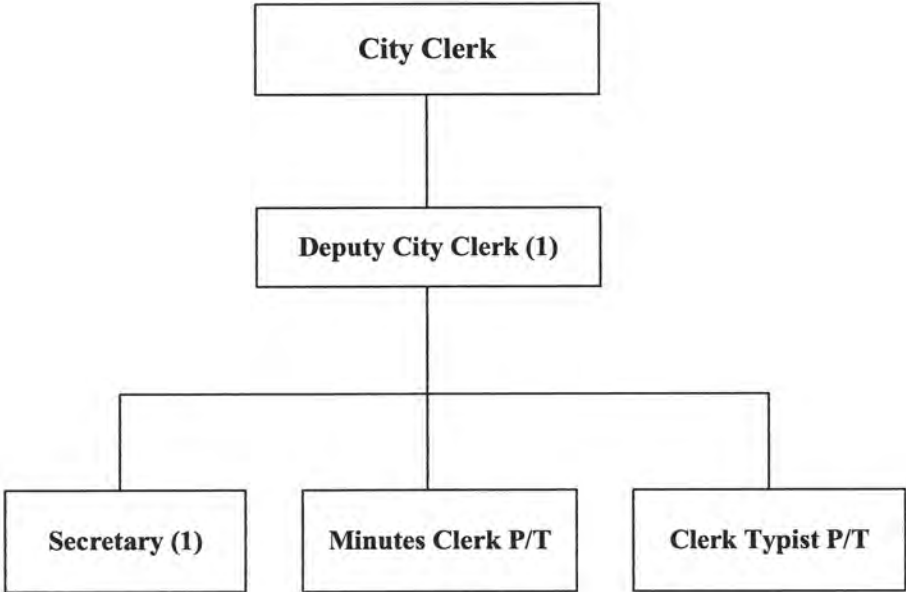 City Clerk
Deputy City Clerk (1)
Secretary (1)
Minutes Clerk P/T
Clerk Typist P/T